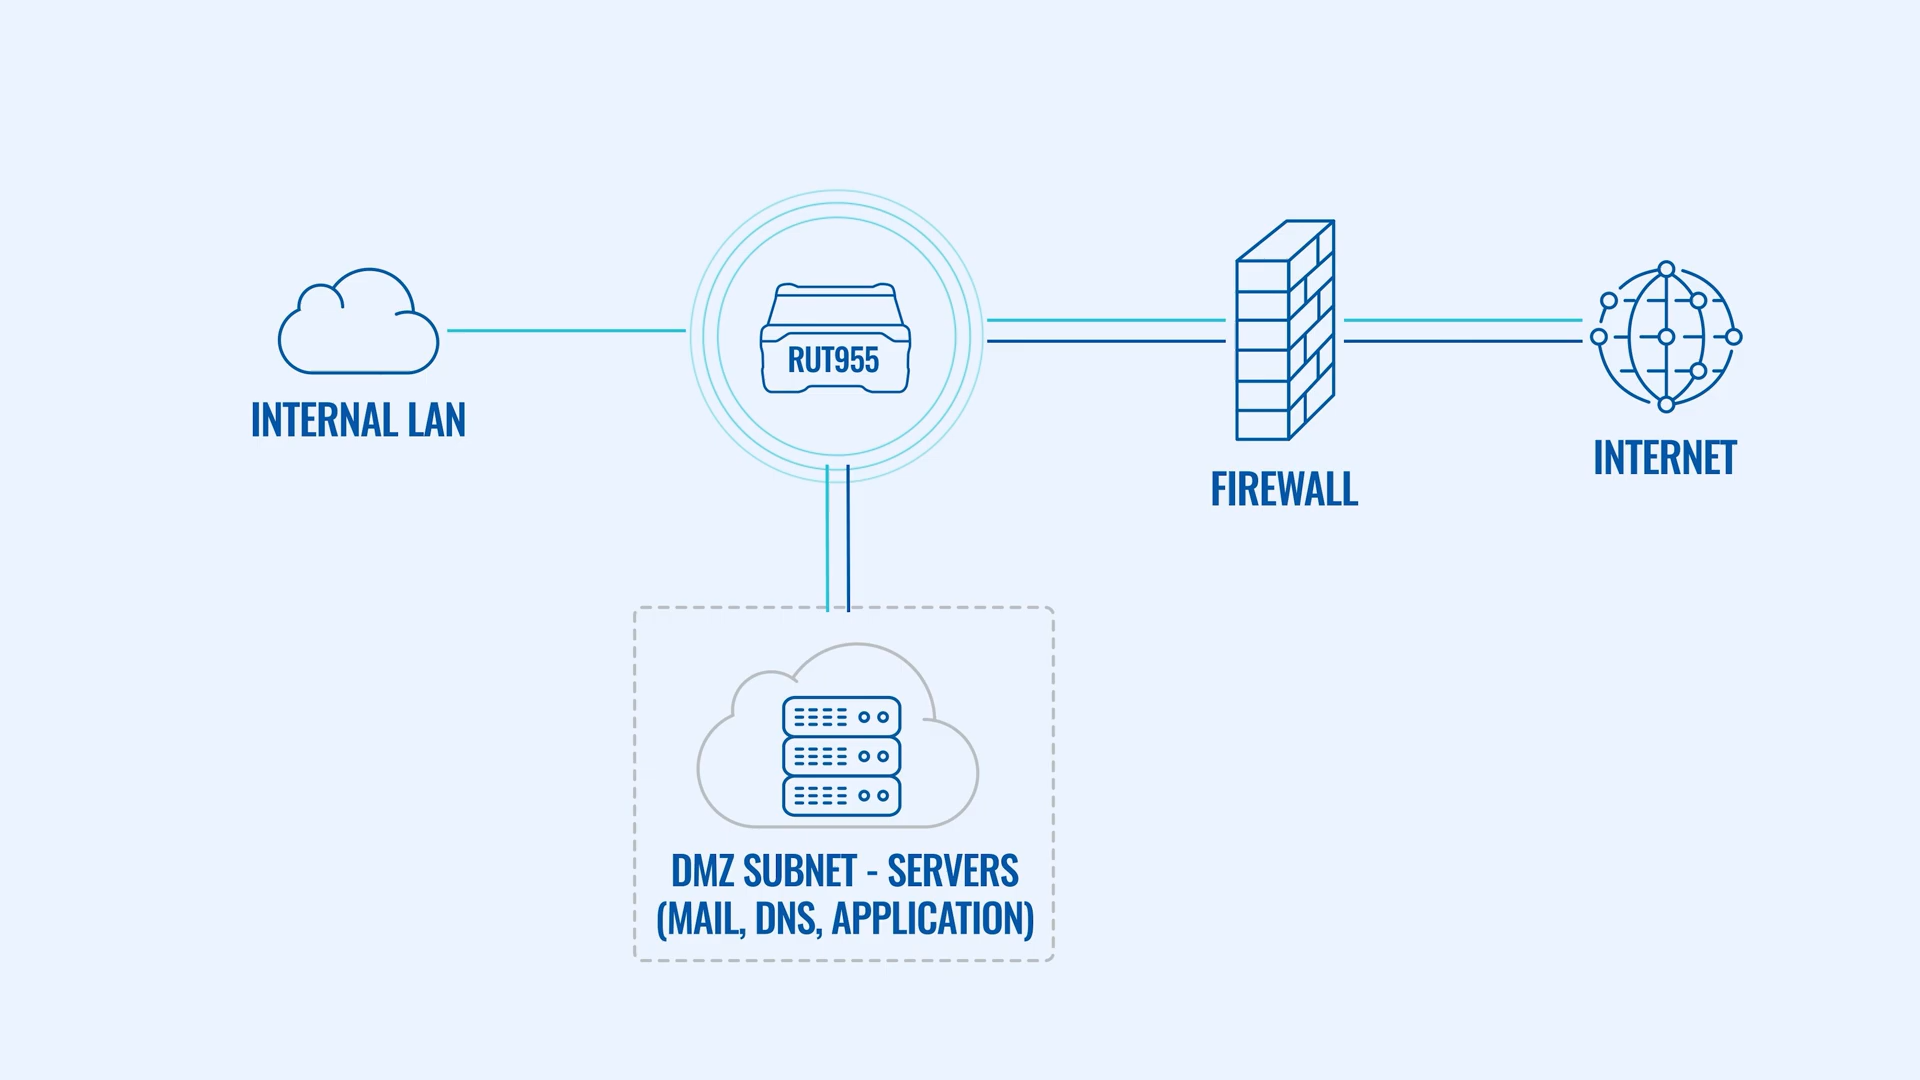 RUT955
INTERNAL LAN
INTERNET
FIREWALL
DMZ SUBNET - SERVERS
(MAIL, DNS, APPLICATION)